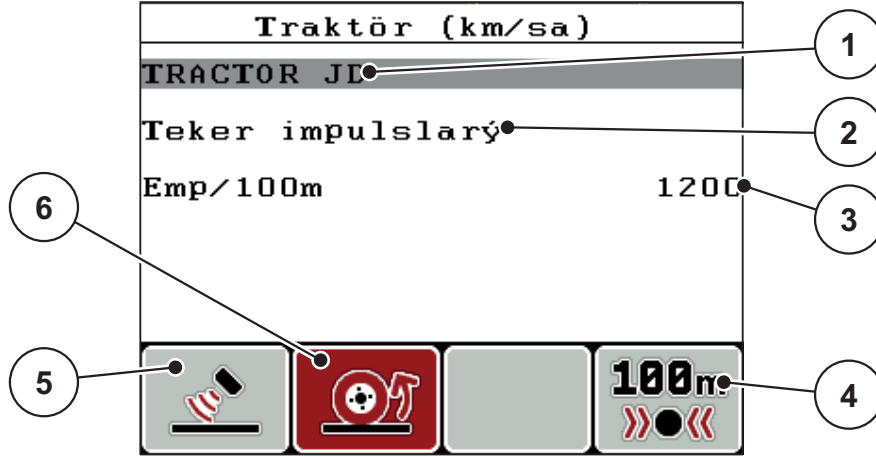 Traktör (km/sa)
1
TRACTOR JD
Teker impulslarý
2
Emp/100m 1200
3
6
5
100m
4